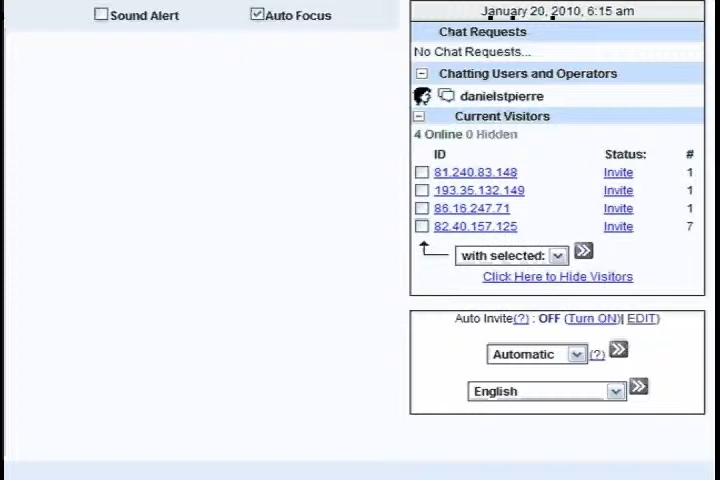 Sound Alert Auto Focus
January 20, 2010, 6:15 am
Chat Requests
No Chat Requests...
Chatting Users and Operators
danielstpierre
Current Visitors
4 Online 0 Hidden
ID Status: #
81.240.83.148 Invite 1
193.35.132.149 Invite 1
86.16.247.71 Invite 1
82.40.157.125 Invite 7
with selected:
Click Here to Hide Visitors
Auto Invite(?) : OFF (Turn ON)| EDIT)
Automatic (?)
English